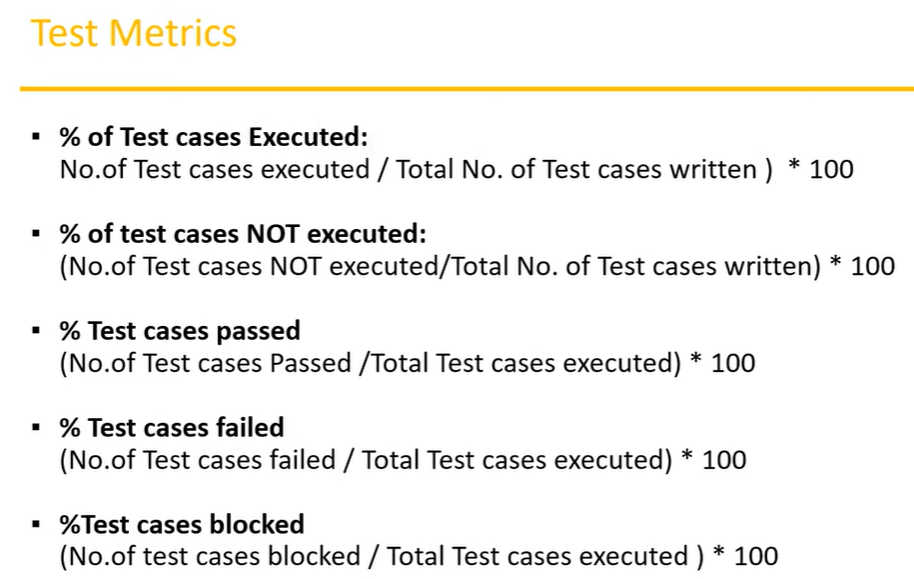 Test Metrics
▪ % of Test cases Executed:
No.of Test cases executed / Total No. of Test cases written ) * 100
▪ % of test cases NOT executed:
(No.of Test cases NOT executed/Total No. of Test cases written) * 100
▪ % Test cases passed
(No.of Test cases Passed /Total Test cases executed) * 100
▪ % Test cases failed
(No.of Test cases failed / Total Test cases executed) * 100
▪ %Test cases blocked
(No.of test cases blocked / Total Test cases executed ) * 100